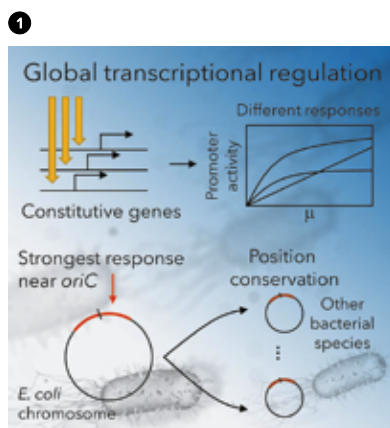 1
Global transcriptional regulation
Different responses
Promoter
activity
μ
Constitutive genes
Strongest response
near oriC
Position
conservation
Other
bacterial
species
...
E. coli
chromosome